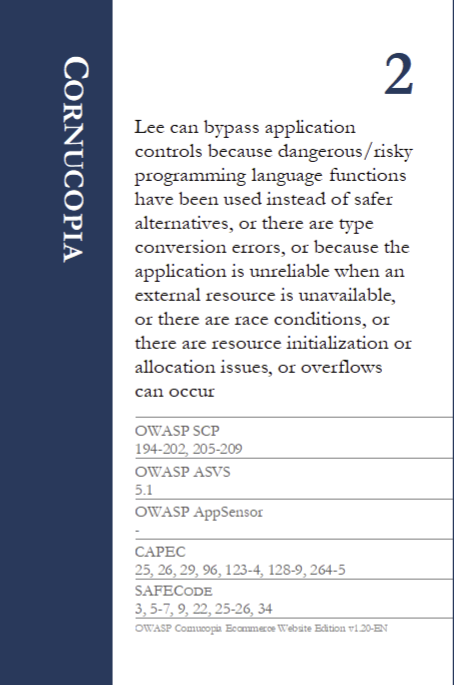 CORNUCOPIA
2
Lee can bypass application
controls because dangerous/risky
programming language functions
have been used instead of safer
alternatives, or there are type
conversion errors, or because the
application is unreliable when an
external resource is unavailable,
or there are race conditions, or
there are resource initialization or
allocation issues, or overflows
can occur
OWASP SCP
194-202, 205-209
OWASP ASVS
5.1
OWASP AppSensor
-
CAPEC
25, 26, 29, 96, 123-4, 128-9, 264-5
SAFECODE
3, 5-7, 9, 22, 25-26, 34
OWASP Cornucopia Ecommerce Website Edition v1.20-EN